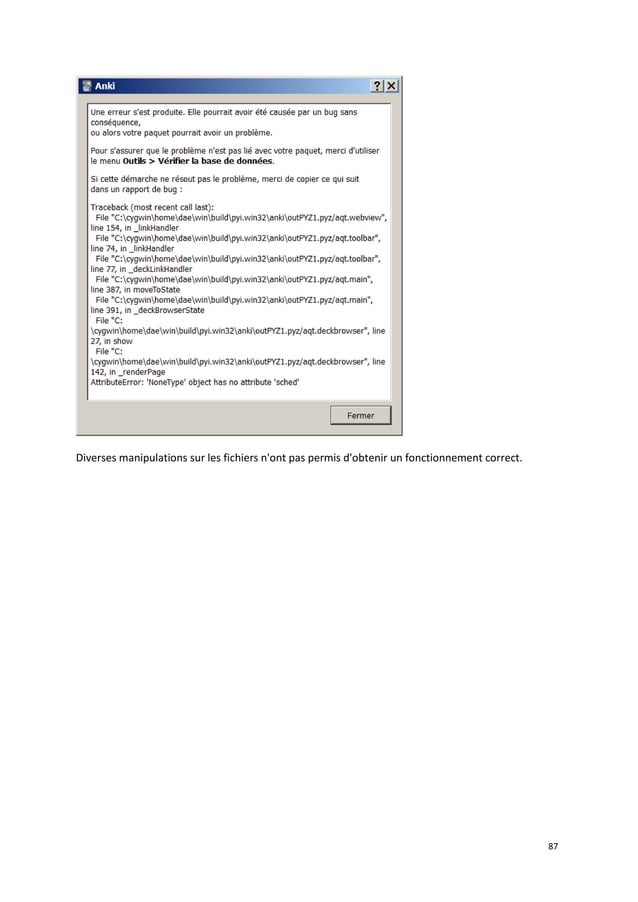 Anki
Une erreur s'est produite. Elle pourrait avoir été causée par un bug sans
conséquence,
ou alors votre paquet pourrait avoir un problème.
Pour s'assurer que le problème n'est pas lié avec votre paquet, merci d'utiliser
le menu Outils > Vérifier la base de données.
Si cette démarche ne résout pas le problème, merci de copier ce qui suit
dans un rapport de bug :
Traceback (most recent call last):
File "C:\cygwin\home\dae\win\build\pyi.win32\anki\outPYZ1.pyz/aqt.webview",
line 154, in _linkHandler
File "C:\cygwin\home\dae\win\build\pyi.win32\anki\outPYZ1.pyz/aqt.toolbar",
line 74, in _linkHandler
File "C:\cygwin\home\dae\win\build\pyi.win32\anki\outPYZ1.pyz/aqt.toolbar",
line 77, in _deckLinkHandler
File "C:\cygwin\home\dae\win\build\pyi.win32\anki\outPYZ1.pyz/aqt.main",
line 387, in moveToState
File "C:\cygwin\home\dae\win\build\pyi.win32\anki\outPYZ1.pyz/aqt.main",
line 391, in _deckBrowserState
File "C:
\cygwin\home\dae\win\build\pyi.win32\anki\outPYZ1.pyz/aqt.deckbrowser", line
27, in show
File "C:
\cygwin\home\dae\win\build\pyi.win32\anki\outPYZ1.pyz/aqt.deckbrowser", line
142, in _renderPage
AttributeError: 'NoneType' object has no attribute 'sched'
Fermer
Diverses manipulations sur les fichiers n'ont pas permis d'obtenir un fonctionnement correct.
87